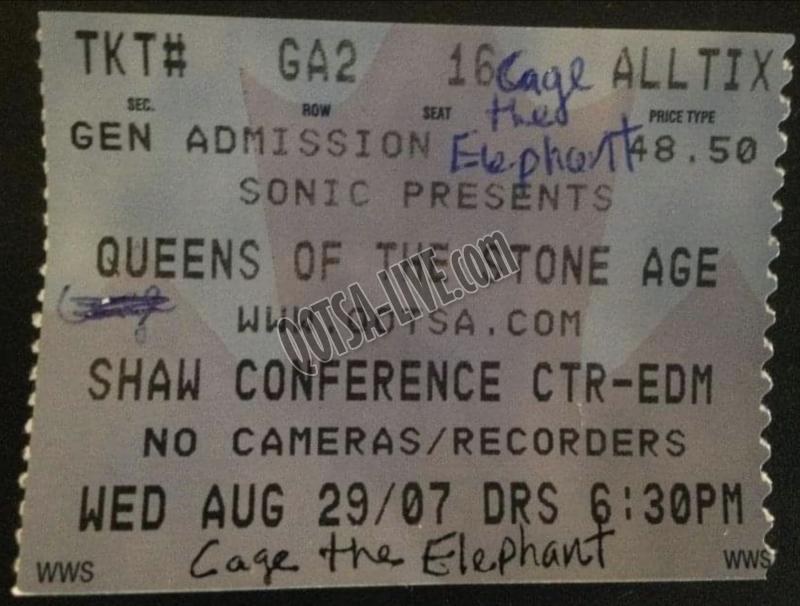 TKT# GA2 16 ALLTIX
Cage
the
Elephant
SEC. ROW SEAT PRICE TYPE
GEN ADMISSION 48.50
SONIC PRESENTS
QUEENS OF THE STONE AGE
WWW.QOTSA.COM
QOTSA-LIVE.com
SHAW CONFERENCE CTR-EDM
NO CAMERAS/RECORDERS
WED AUG 29/07 DRS 6:30PM
Cage the Elephant
WWS WWS